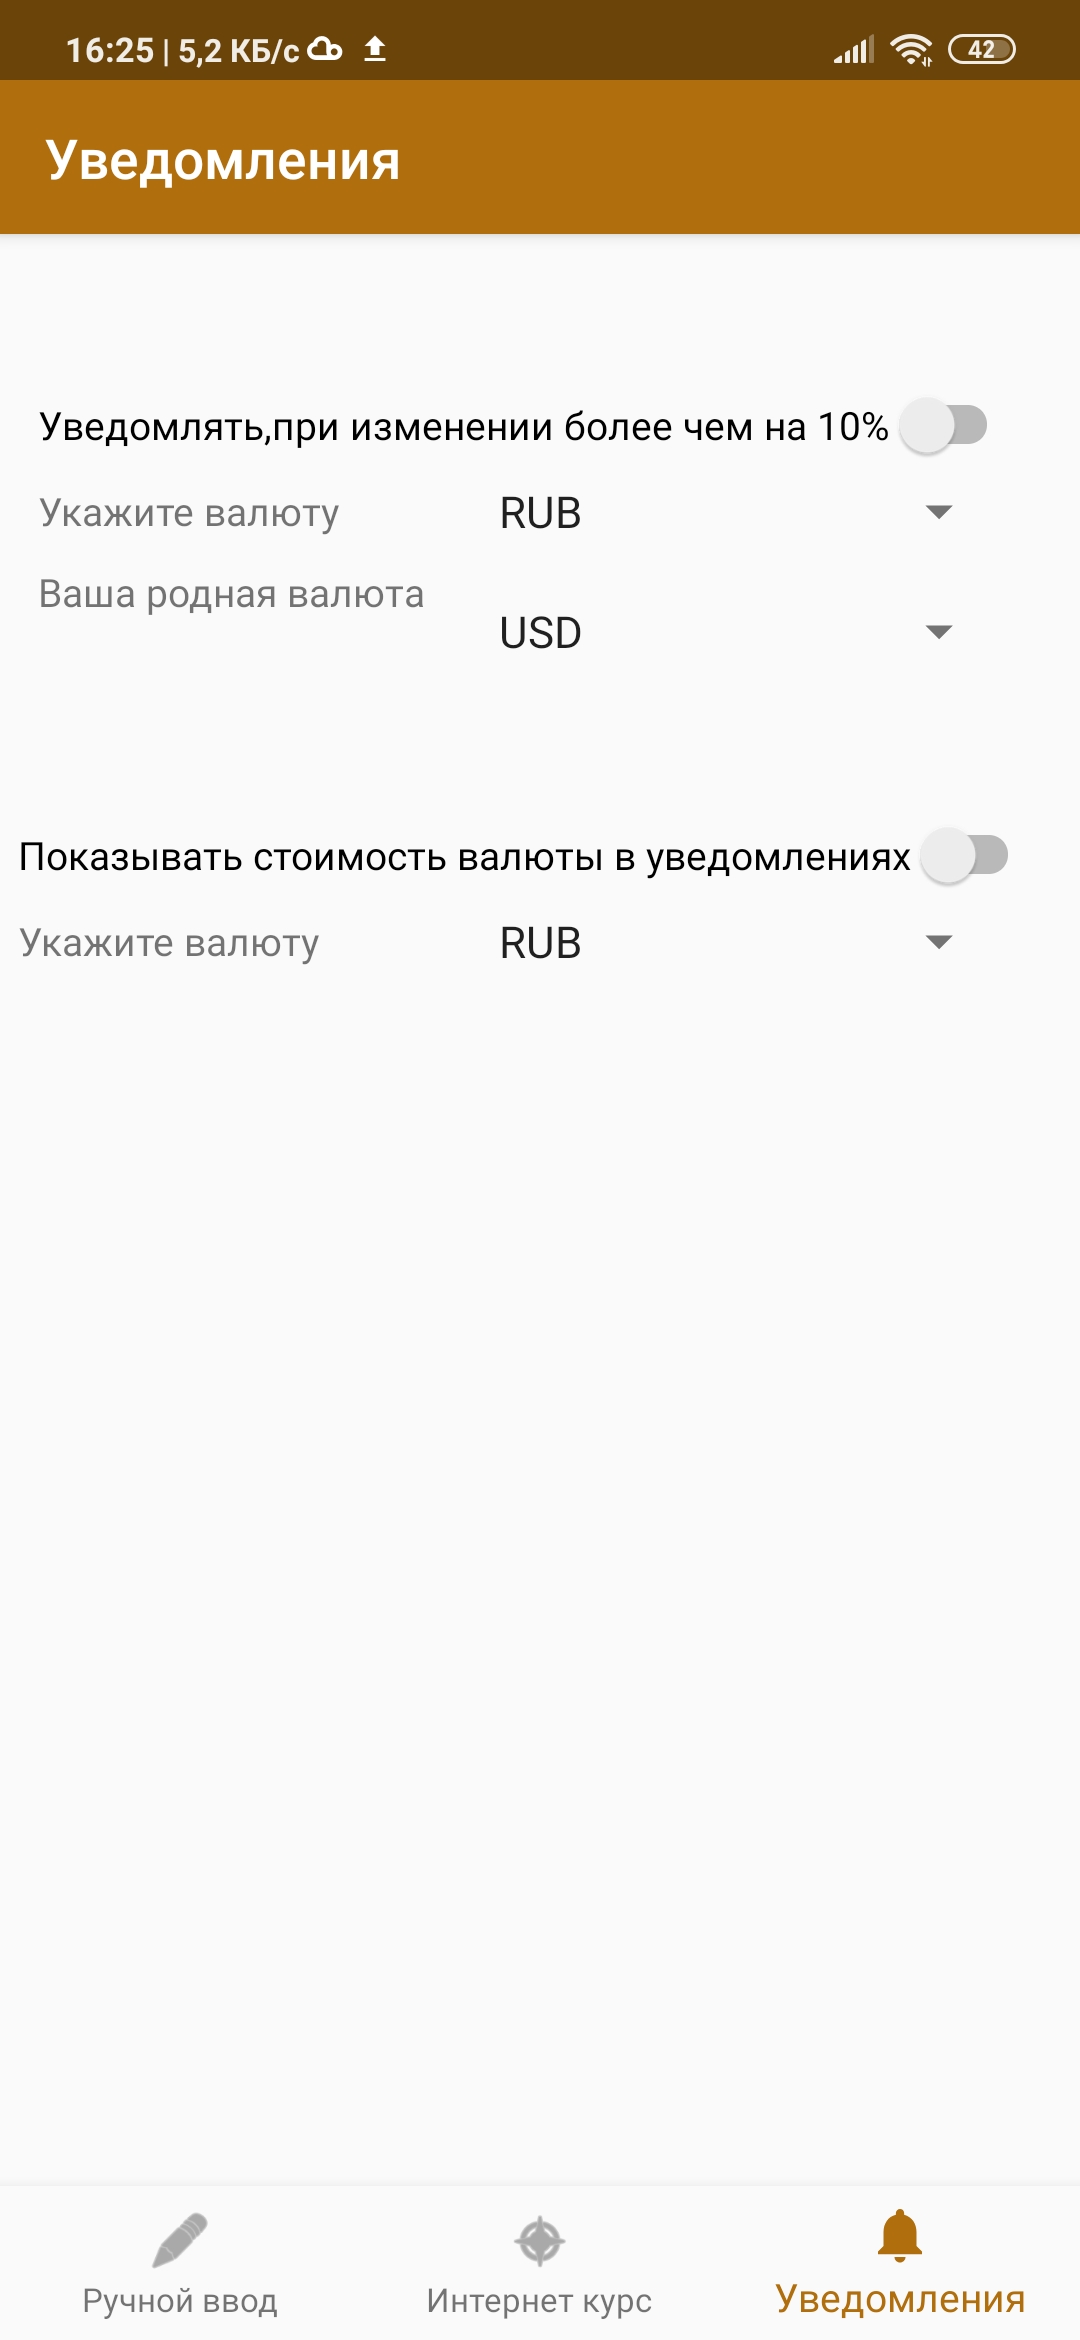 16:25 | 5,2 КБ/с 42
Уведомления
Уведомлять,при изменении более чем на 10%
Укажите валюту RUB
Ваша родная валюта
USD
Показывать стоимость валюты в уведомлениях
Укажите валюту RUB
Ручной ввод Интернет курс Уведомления